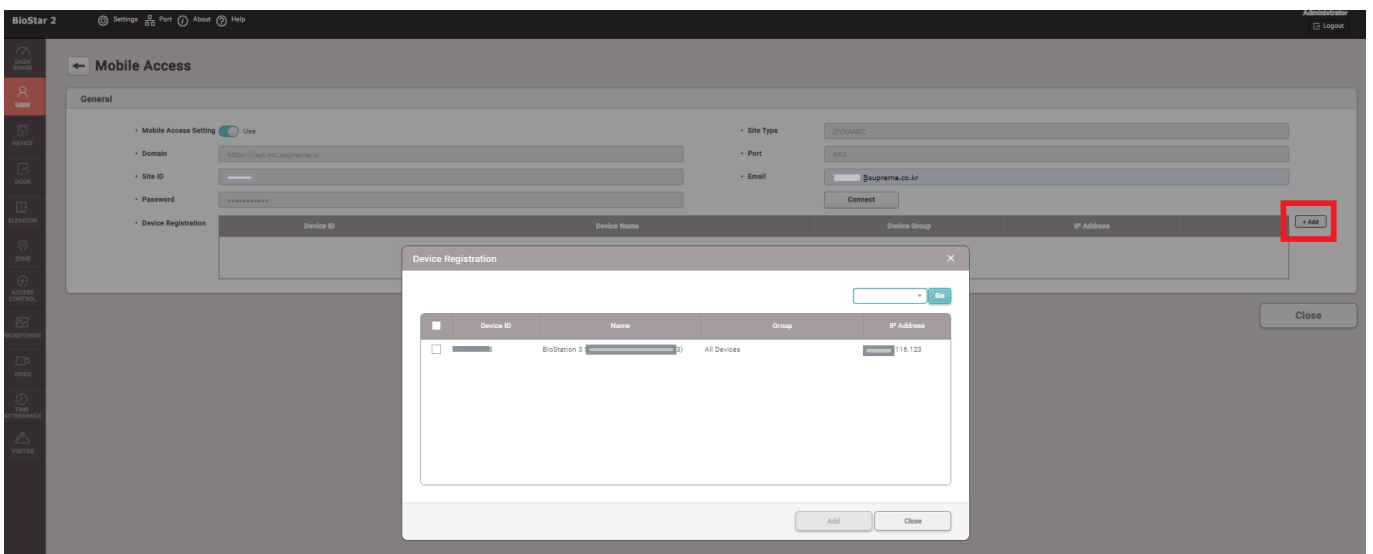 BioStar 2 Settings Port About Help Administrator
Logout
DASH BOARD
USER
DEVICE
DOOR
ELEVATOR
ZONE
ACCESS CONTROL
MONITORING
VIDEO
TIME ATTENDANCE
VISITOR
Mobile Access
General
Mobile Access Setting Use
Site Type DYNAMIC
Domain https://api.mc.suprema.io
Port 443
Site ID
Email @suprema.co.kr
Password ***********
Connect
Device Registration
Device ID Device Name Device Group IP Address
+ Add
Device Registration
Go
Device ID Name Group IP Address
3 BioStation 3 3) All Devices 116.123
Add Close
Close